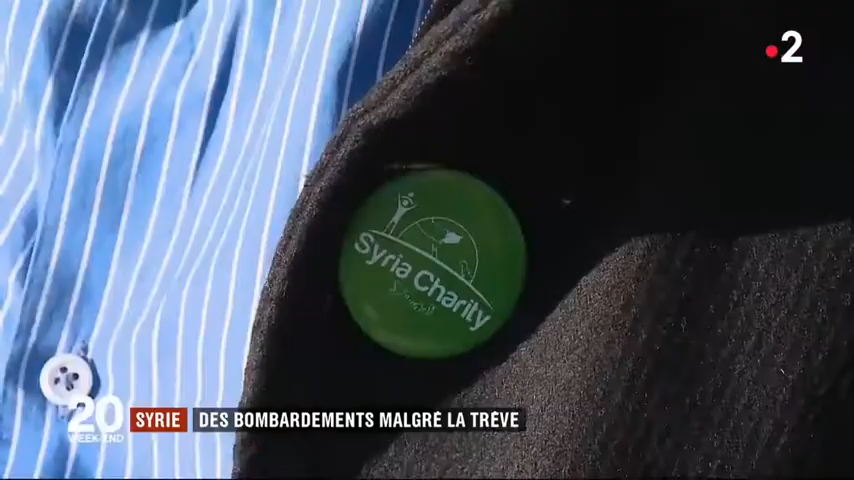 2
Syria Charity
20
WEEK-END
SYRIE
DES BOMBARDEMENTS MALGRÉ LA TRÊVE